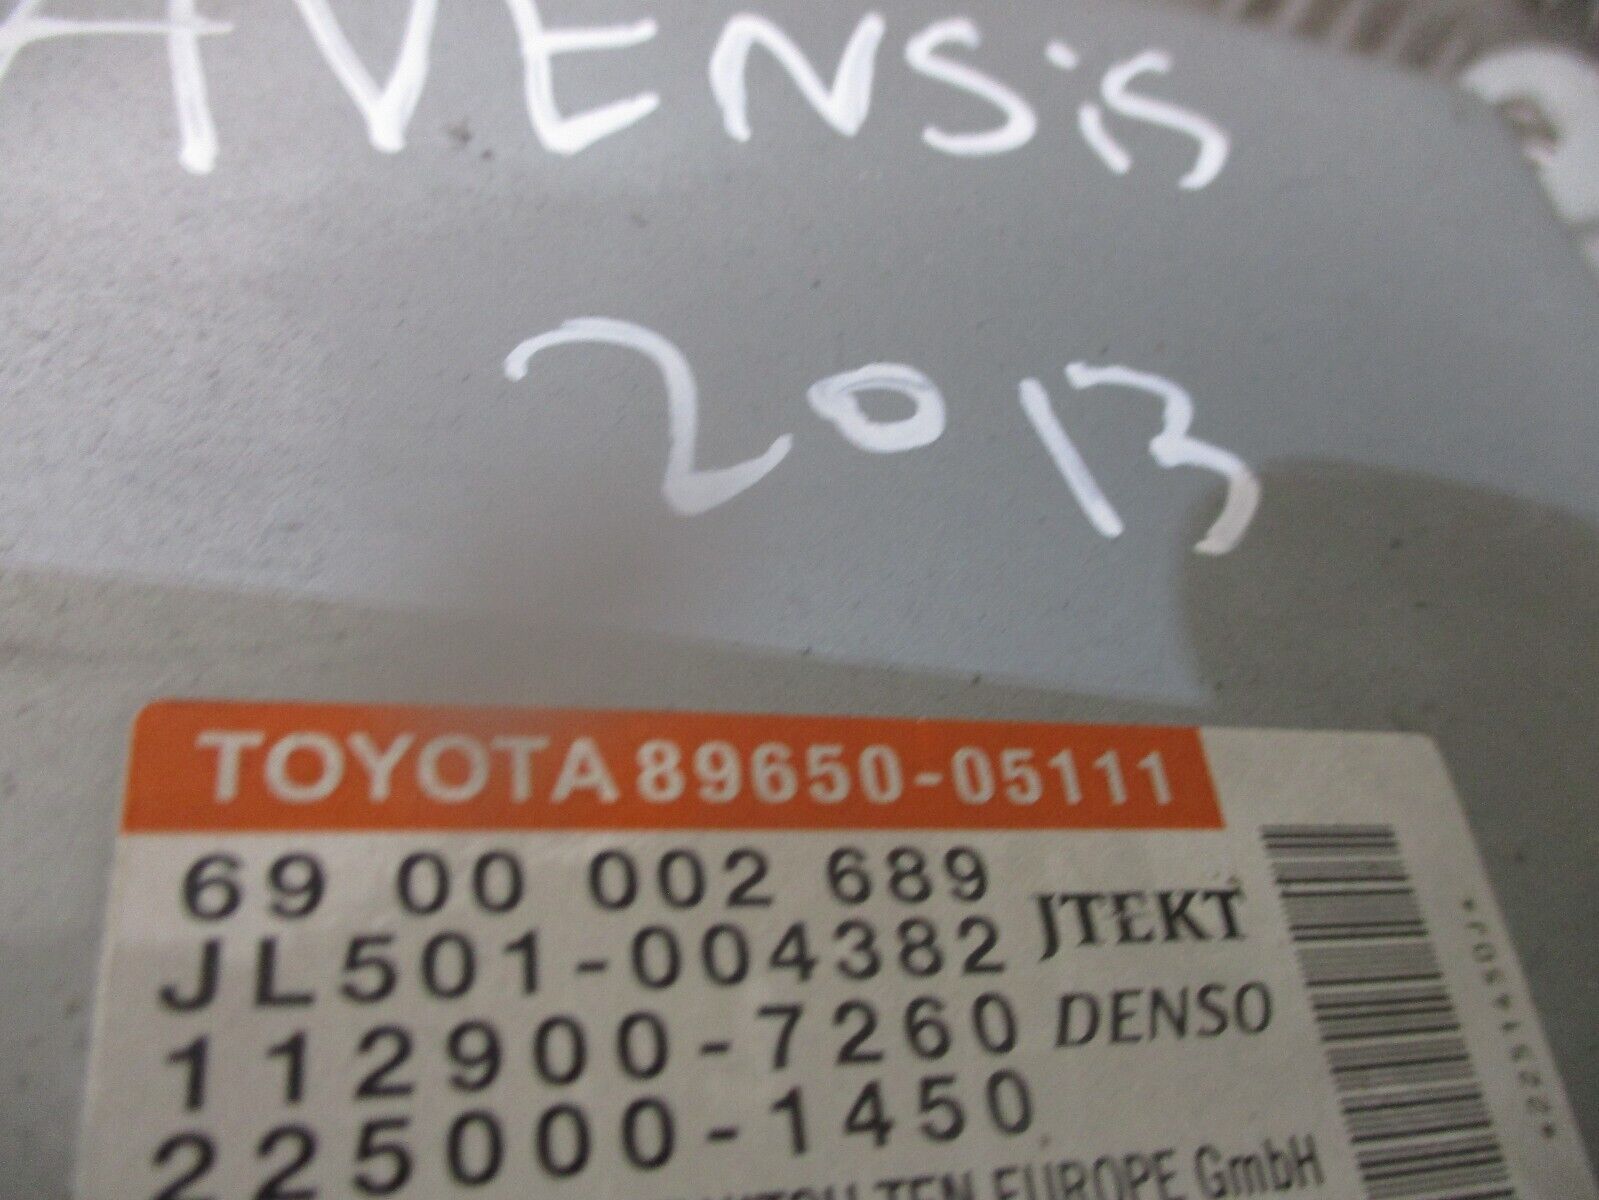 AVENSiS
2013
TOYOTA 89650-05111
69 00 002 689
JL501-004382 JTEKT
112900-7260 DENSO
225000-1450
TEN EUROPE GmbH